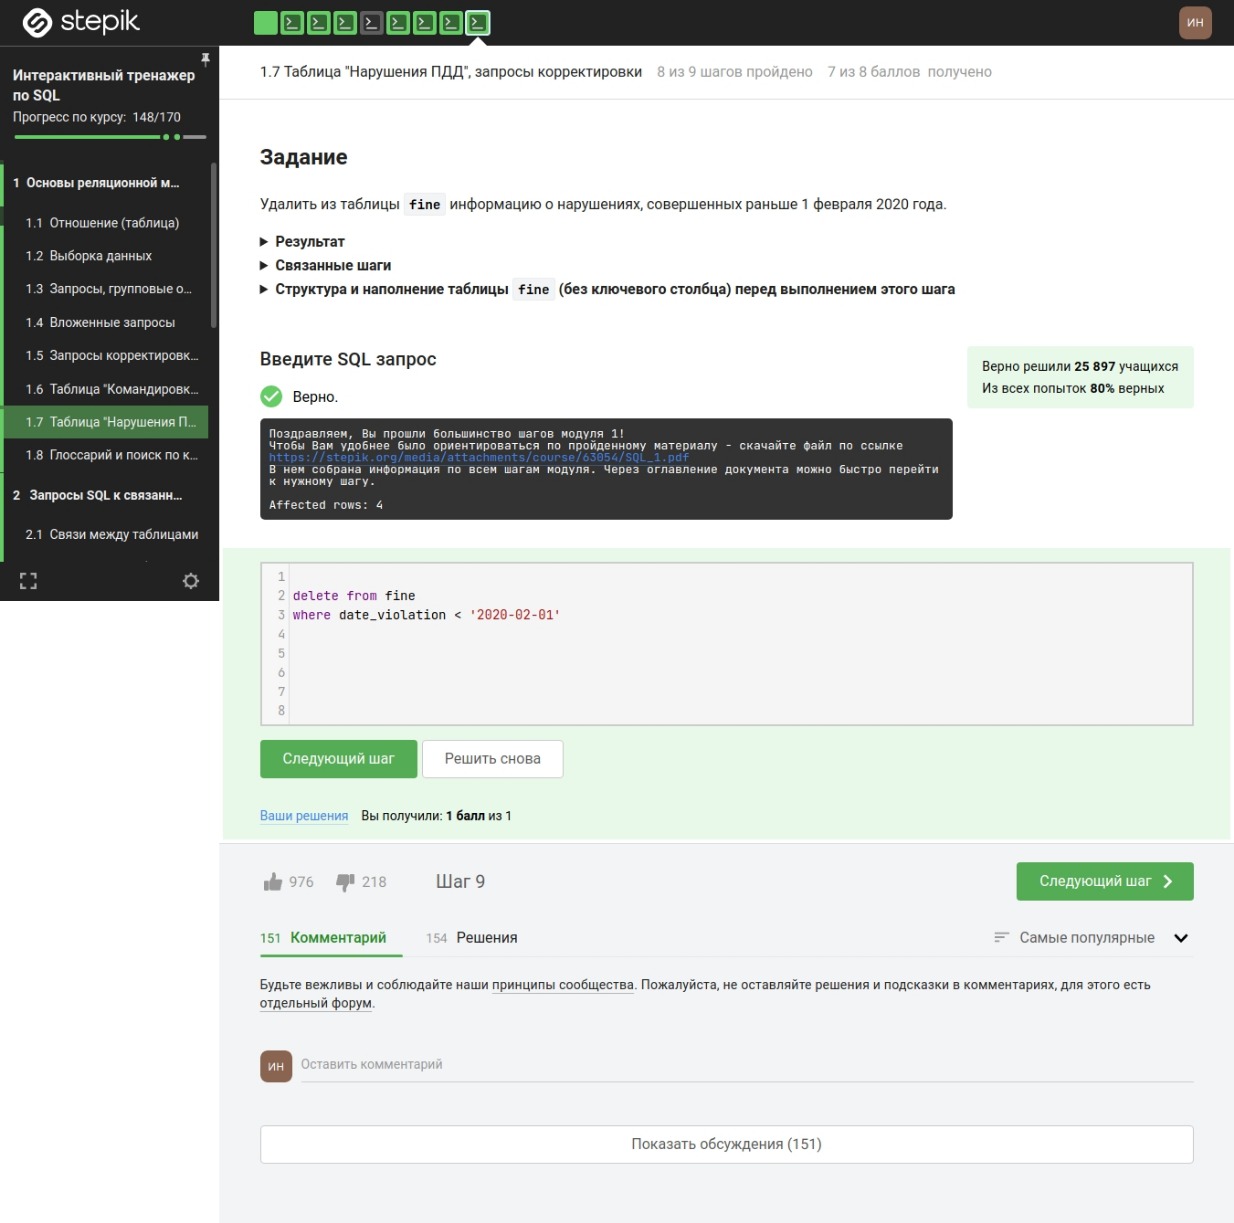 stepik
ИН
Интерактивный тренажер
по SQL
Прогресс по курсу: 148/170
1 Основы реляционной м...
1.1 Отношение (таблица)
1.2 Выборка данных
1.3 Запросы, групповые о...
1.4 Вложенные запросы
1.5 Запросы корректировк...
1.6 Таблица "Командировк...
1.7 Таблица "Нарушения П...
1.8 Глоссарий и поиск по к...
2 Запросы SQL к связанн...
2.1 Связи между таблицами
1.7 Таблица "Нарушения ПДД", запросы корректировки 8 из 9 шагов пройдено 7 из 8 баллов получено
Задание
Удалить из таблицы fine информацию о нарушениях, совершенных раньше 1 февраля 2020 года.
Результат
Связанные шаги
Структура и наполнение таблицы fine (без ключевого столбца) перед выполнением этого шага
Введите SQL запрос
Верно решили 25 897 учащихся
Из всех попыток 80% верных
Верно.
Поздравляем, Вы прошли большинство шагов модуля 1!
Чтобы Вам удобнее было ориентироваться по пройденному материалу - скачайте файл по ссылке
https://stepik.org/media/attachments/course/63054/SQL_1.pdf
В нем собрана информация по всем шагам модуля. Через оглавление документа можно быстро перейти
к нужному шагу.
Affected rows: 4
1
2 delete from fine
3 where date_violation < '2020-02-01'
4
5
6
7
8
Следующий шаг Решить снова
Ваши решения Вы получили: 1 балл из 1
976 218 Шаг 9 Следующий шаг
151 Комментарий 154 Решения Самые популярные
Будьте вежливы и соблюдайте наши принципы сообщества. Пожалуйста, не оставляйте решения и подсказки в комментариях, для этого есть
отдельный форум.
ИН Оставить комментарий
Показать обсуждения (151)